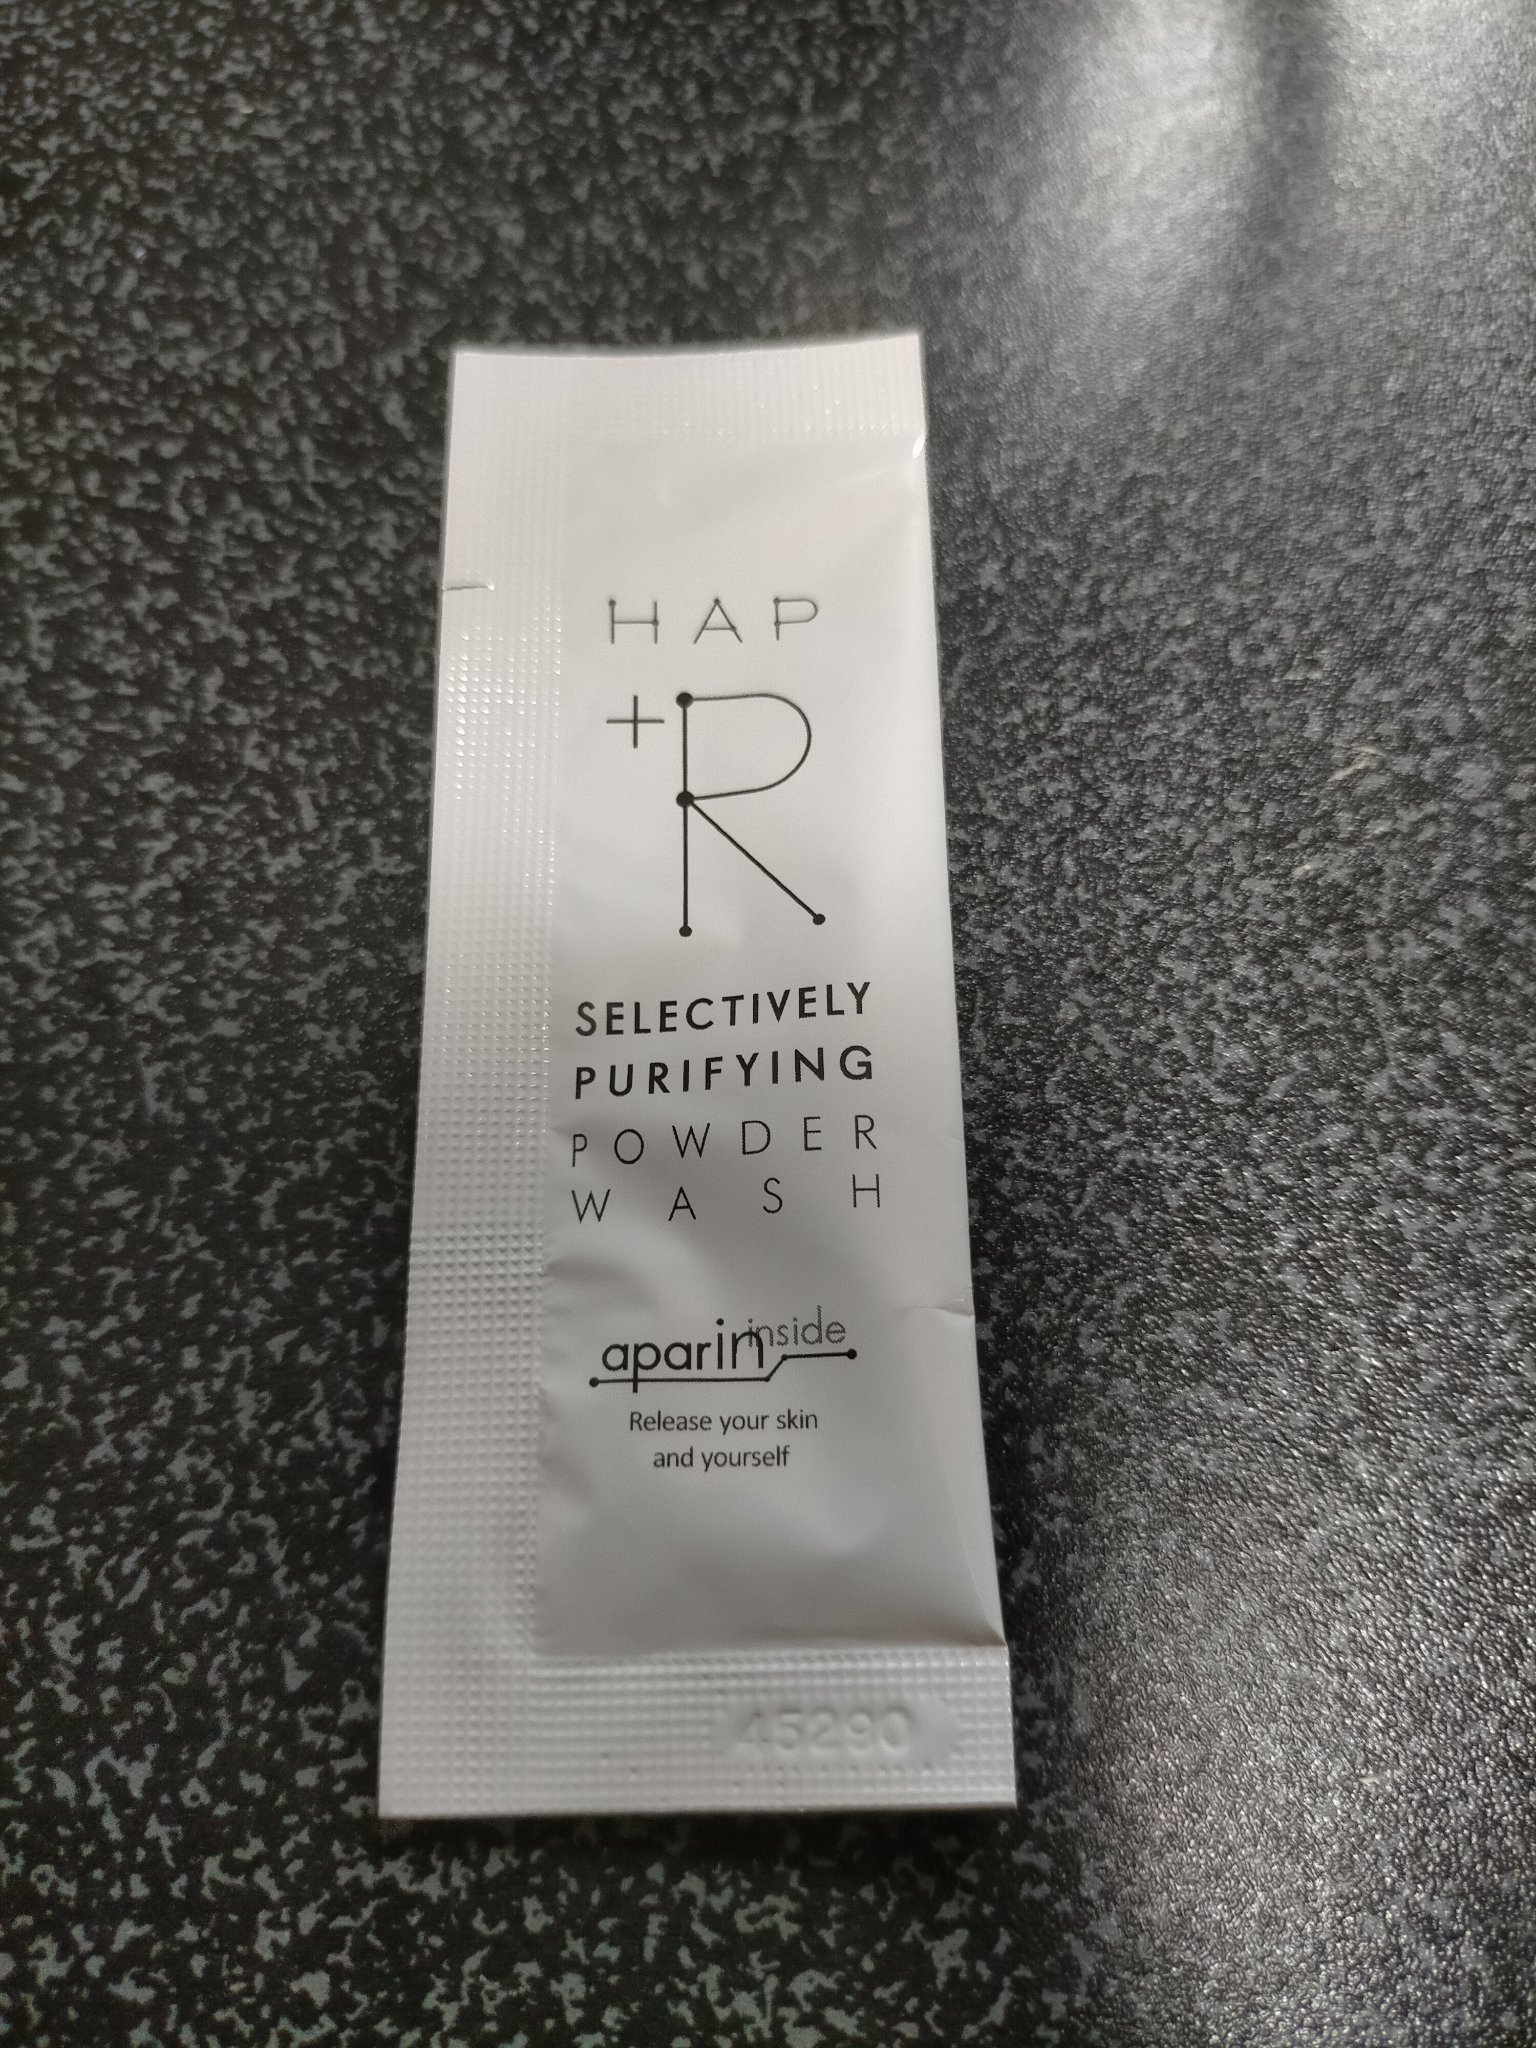 HAP
+R
SELECTIVELY
PURIFYING
POWDER
WASH
aparin inside
Release your skin
and yourself
45290